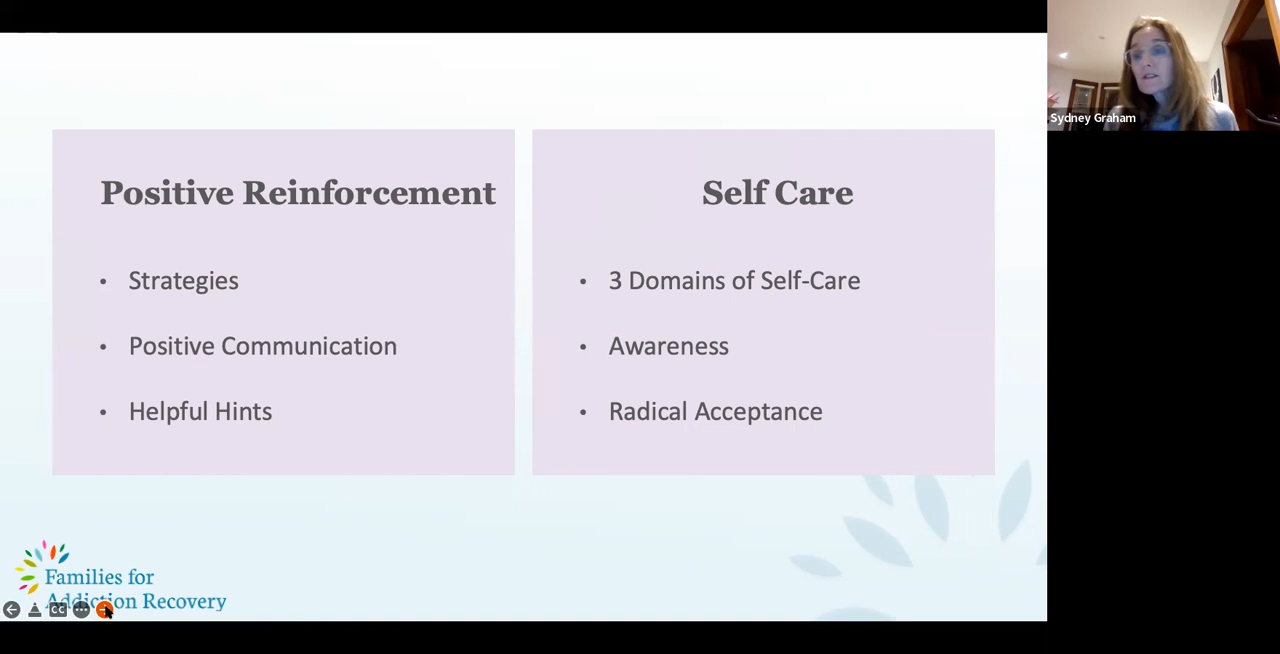 Positive Reinforcement
• Strategies
• Positive Communication
• Helpful Hints
Self Care
• 3 Domains of Self-Care
• Awareness
• Radical Acceptance
Sydney Graham
Families for
Addiction Recovery
CC